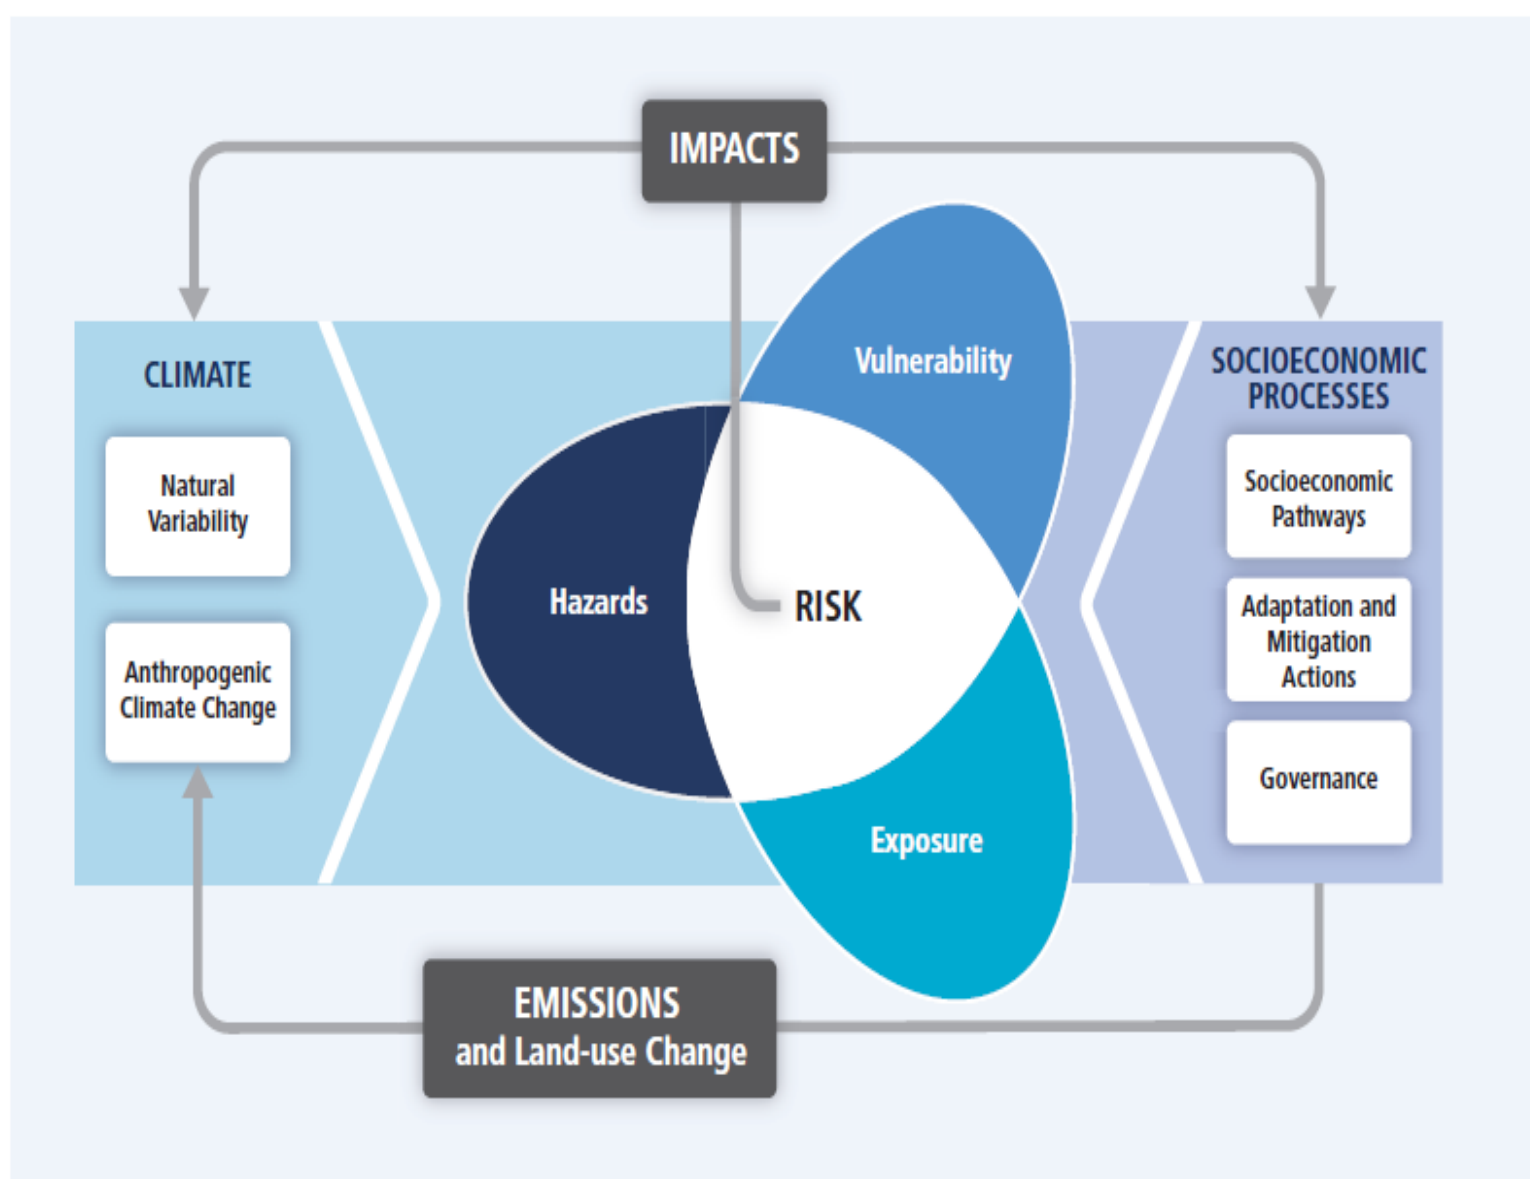 IMPACTS
CLIMATE
Natural
Variability
Anthropogenic
Climate Change
Vulnerability
Hazards
RISK
Exposure
SOCIOECONOMIC
PROCESSES
Socioeconomic
Pathways
Adaptation and
Mitigation
Actions
Governance
EMISSIONS
and Land-use Change